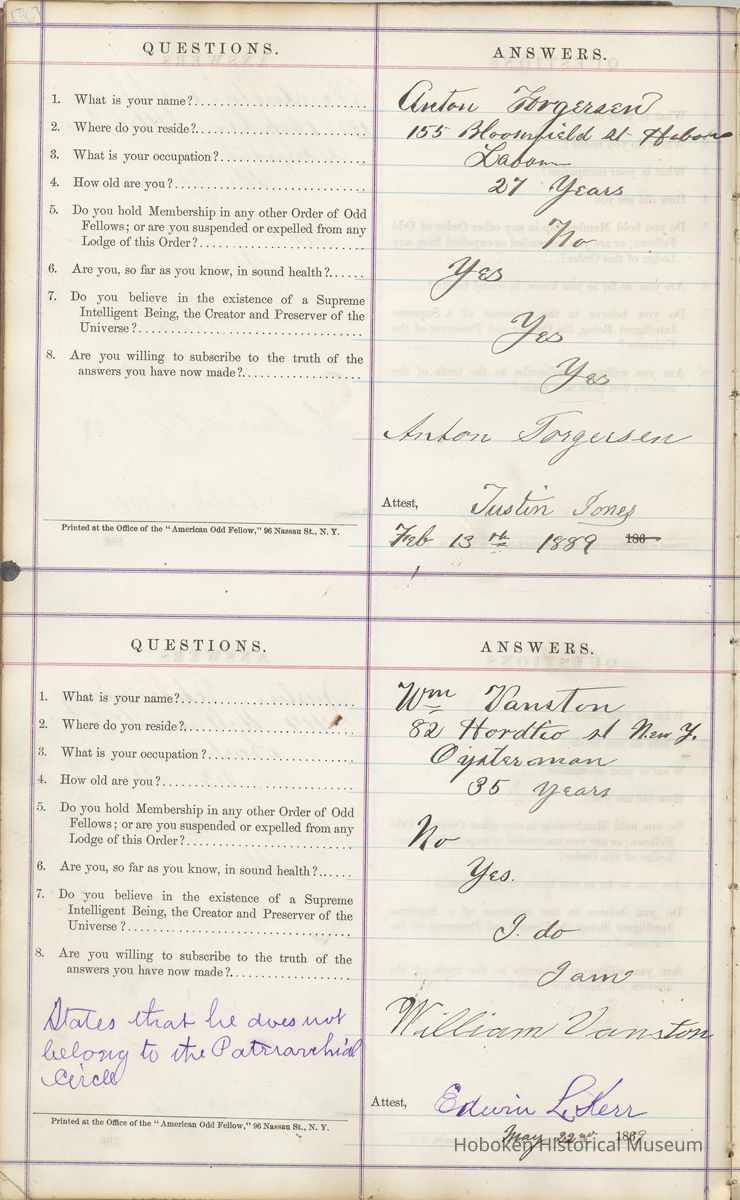 QUESTIONS.
ANSWERS.
1. What is your name?
Anton Torgersen
2. Where do you reside?
155 Bloomfield st
3. What is your occupation?
4. How old are you?
27 Years
5. Do you hold Membership in any other Order of Odd
Fellows; or are you suspended or expelled from any
Lodge of this Order?
No
6. Are you, so far as you know, in sound health?
Yes
7. Do you believe in the existence of a Supreme
Intelligent Being, the Creator and Preserver of the
Universe?
Yes
8. Are you willing to subscribe to the truth of the
answers you have now made?
Yes
Anton Torgersen
Attest, Justin Jones
Feb 13th 1889 186
Printed at the Office of the "American Odd Fellow," 96 Nassau St., N. Y.
QUESTIONS.
ANSWERS.
1. What is your name?
Wm Vanston
2. Where do you reside?
82 st New Y.
3. What is your occupation?
Oysterman
4. How old are you?
35 years
5. Do you hold Membership in any other Order of Odd
Fellows; or are you suspended or expelled from any
Lodge of this Order?
No
6. Are you, so far as you know, in sound health?
Yes.
7. Do you believe in the existence of a Supreme
Intelligent Being, the Creator and Preserver of the
Universe?
I do
8. Are you willing to subscribe to the truth of the
answers you have now made?
I am
William Vanston
States that he does not
belong to the Patriarchial
Circle
Attest, Edwin L. Kerr
May 22nd 1889
Printed at the Office of the "American Odd Fellow," 96 Nassau St., N. Y.
Hoboken Historical Museum